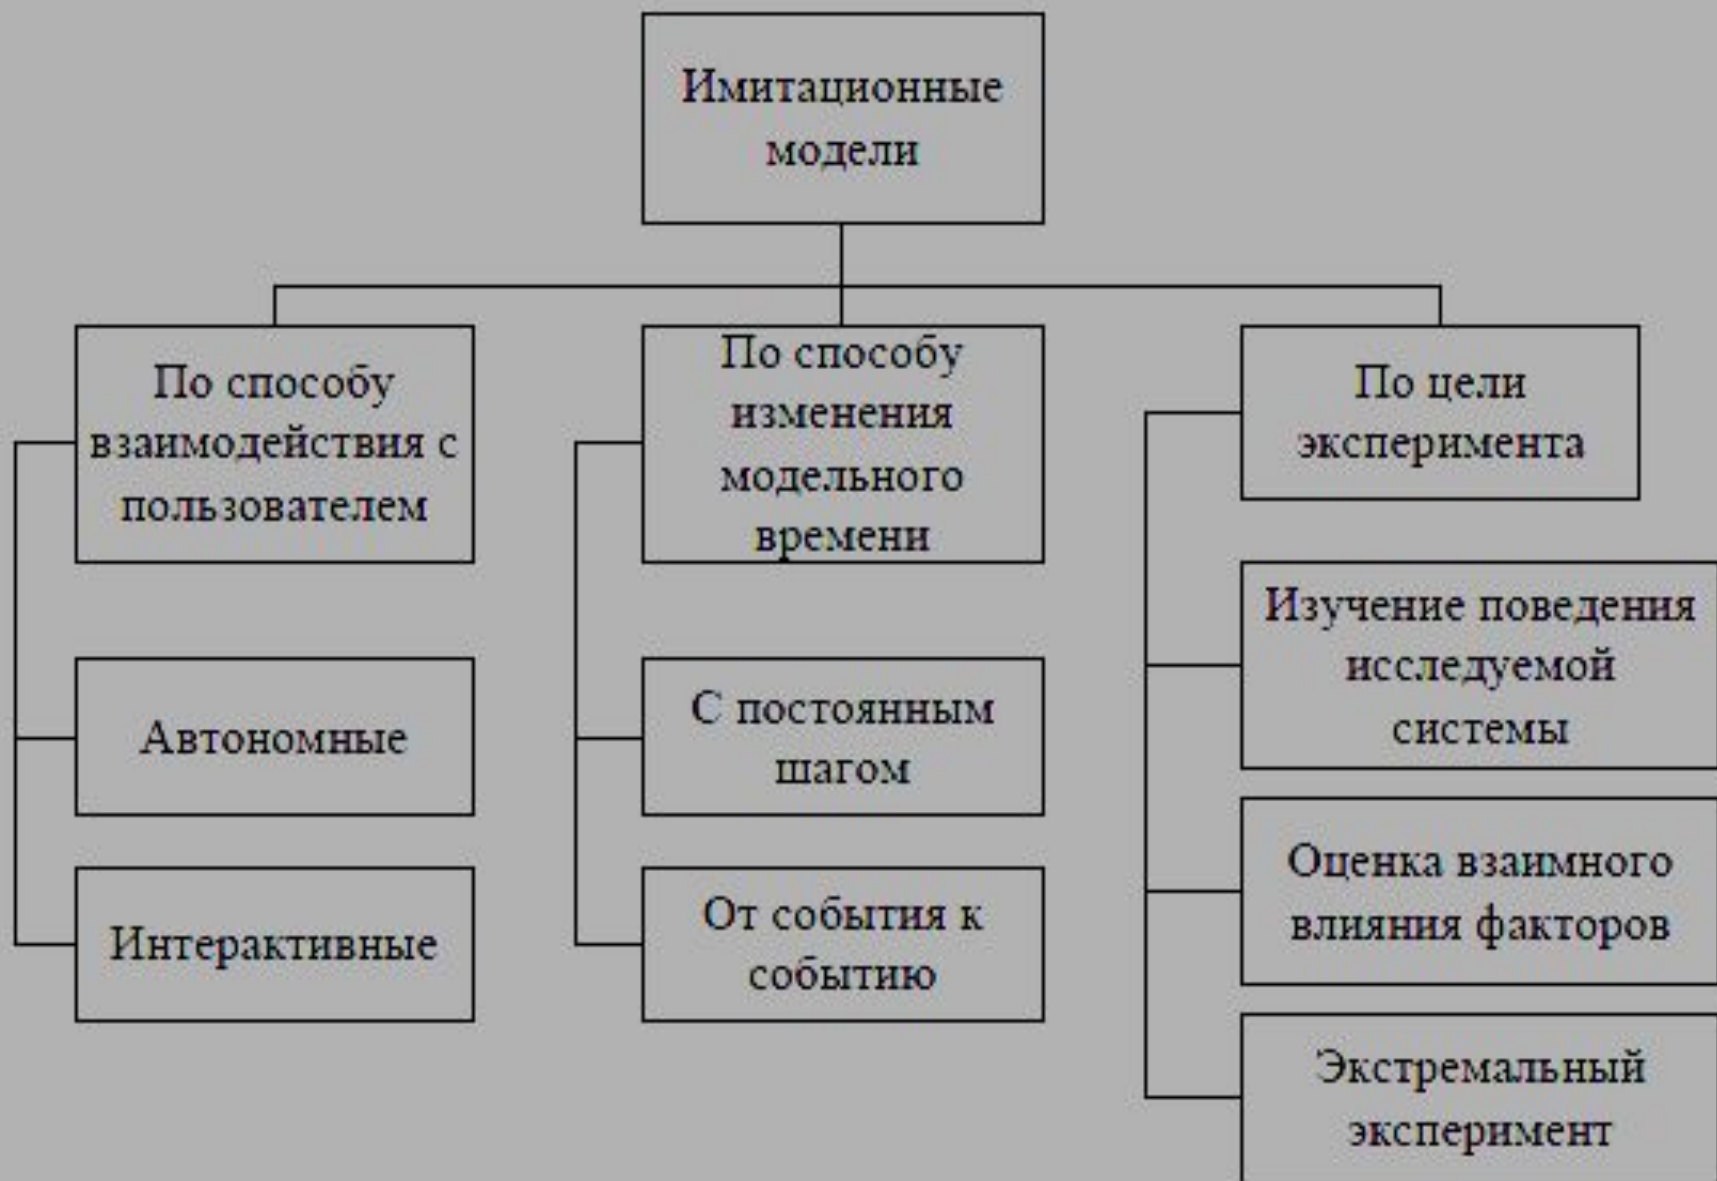 Имитационные
модели
По способу
взаимодействия с
пользователем
Автономные
Интерактивные
По способу
изменения
модельного
времени
С постоянным
шагом
От события к
событию
По цели
эксперимента
Изучение поведения
исследуемой
системы
Оценка взаимного
влияния факторов
Экстремальный
эксперимент